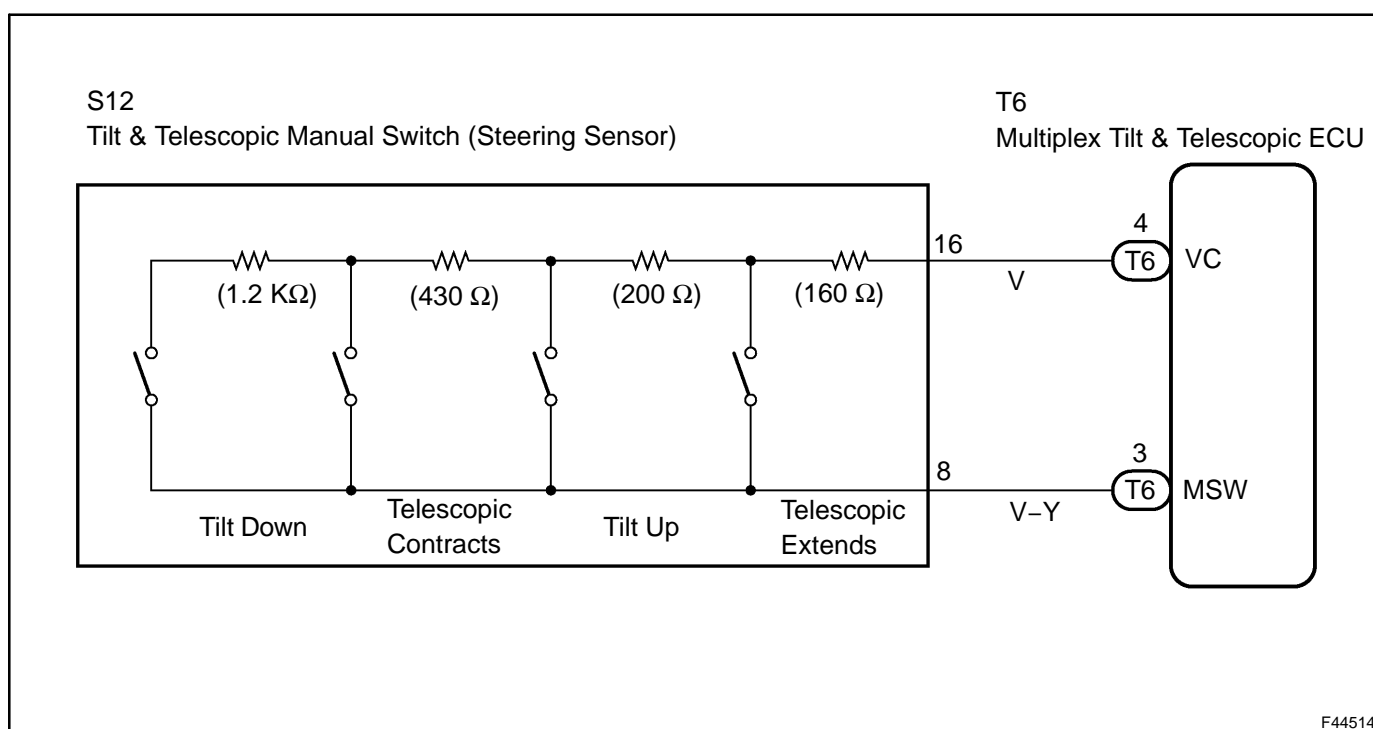 S12
Tilt & Telescopic Manual Switch (Steering Sensor)
T6
Multiplex Tilt & Telescopic ECU
(1.2 KΩ)
(430 Ω)
(200 Ω)
(160 Ω)
16
V
4
T6
VC
8
V−Y
3
T6
MSW
Tilt Down
Telescopic
Contracts
Tilt Up
Telescopic
Extends
F44514